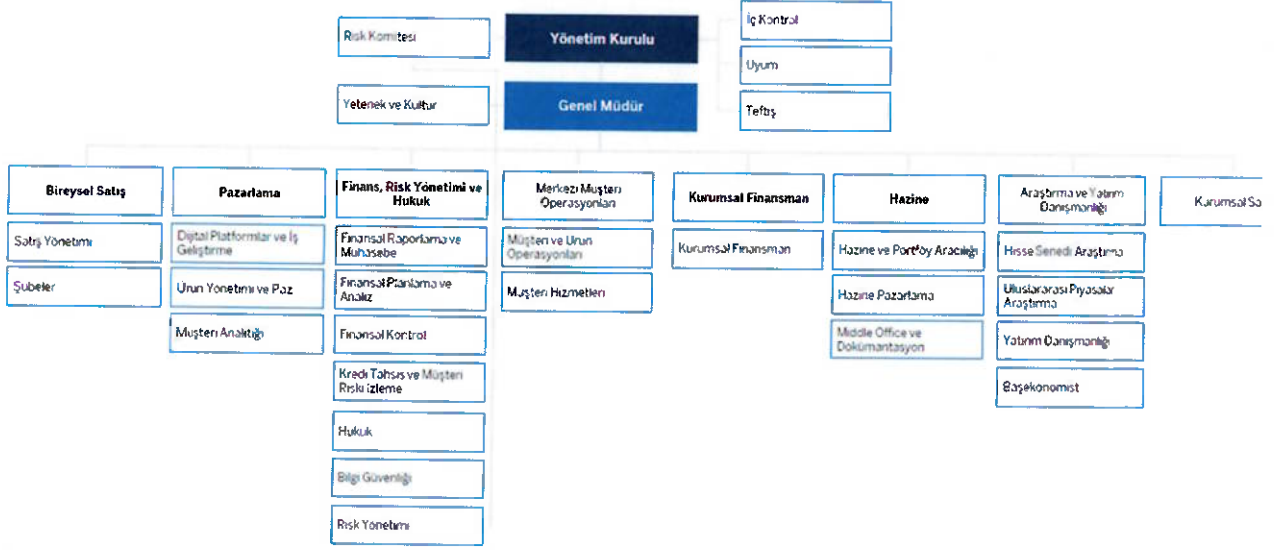 Risk Komitesi
Yönetim Kurulu
İç Kontrol
Uyum
Yetenek ve Kültür
Genel Müdür
Teftiş
Bireysel Satış
Satış Yönetimi
Şubeler
Pazarlama
Dijital Platformlar ve İş
Geliştirme
Ürün Yönetimi ve Paz
Müşteri Analitiği
Finans, Risk Yönetimi ve
Hukuk
Finansal Raporlama ve
Muhasebe
Finansal Planlama ve
Analiz
Finansal Kontrol
Kredi Tahsis ve Müşteri
Riski izleme
Hukuk
Bilgi Güvenliği
Risk Yönetimi
Merkezi Müşteri
Operasyonları
Müşteri ve Ürün
Operasyonları
Müşteri Hizmetleri
Kurumsal Finansman
Kurumsal Finansman
Hazine
Hazine ve Portföy Aracılığı
Hazine Pazarlama
Middle Office ve
Dokümantasyon
Araştırma ve Yatırım
Danışmanlığı
Hisse Senedi Araştırma
Uluslararası Piyasalar
Araştırma
Yatırım Danışmanlığı
Başekonomist
Kurumsal Sa